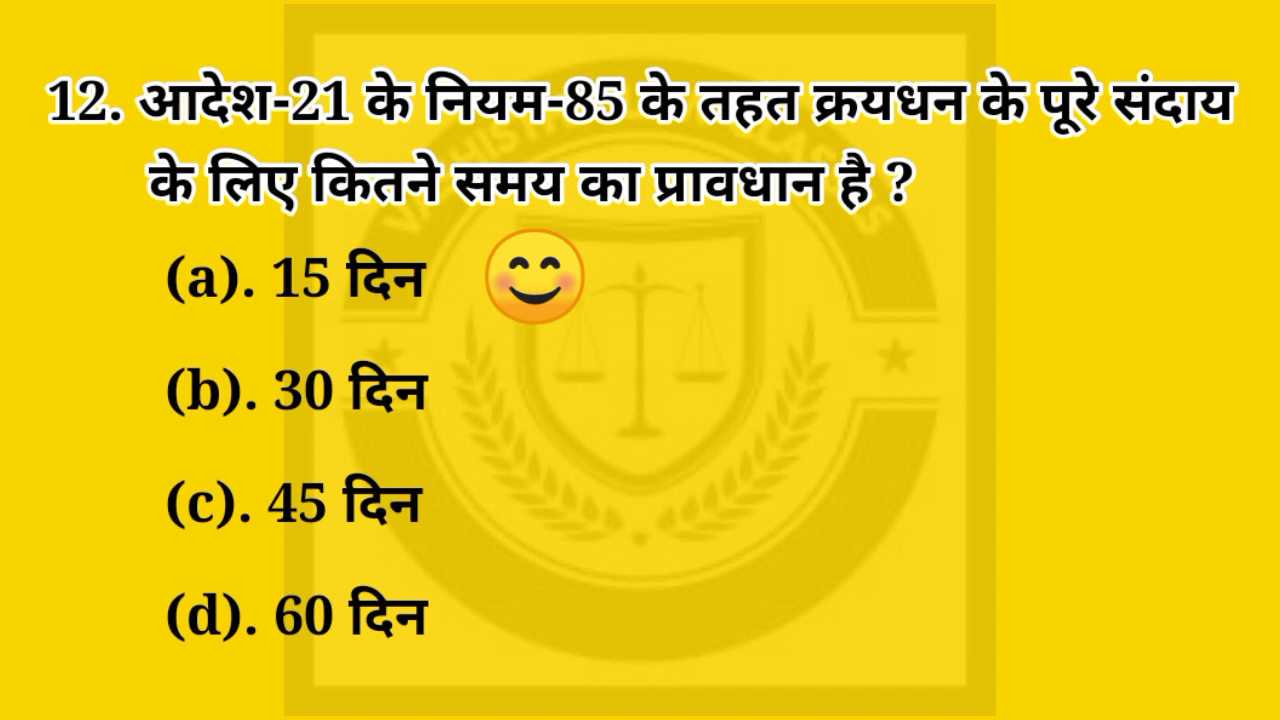 12. आदेश-21 के नियम-85 के तहत क्रयधन के पूरे संदाय
के लिए कितने समय का प्रावधान है ?
(a). 15 दिन
(b). 30 दिन
(c). 45 दिन
(d). 60 दिन